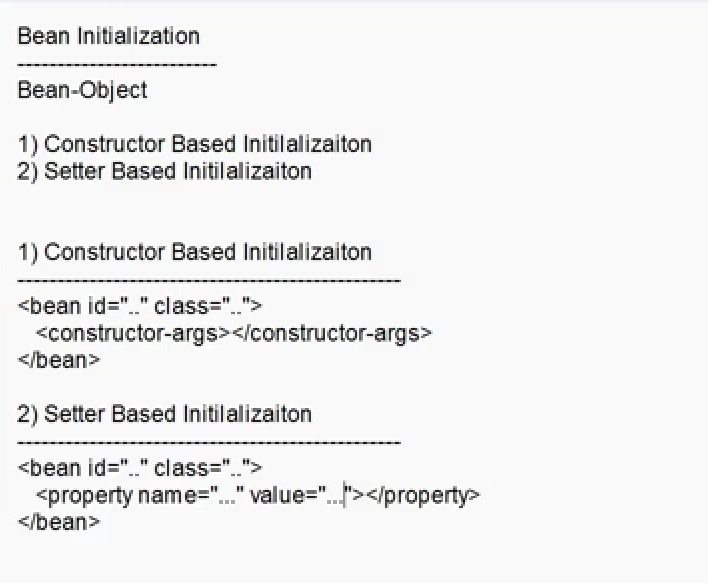 Bean Initialization
-------------------------
Bean-Object
1) Constructor Based Initilalizaiton
2) Setter Based Initilalizaiton
1) Constructor Based Initilalizaiton
------------------------------------------------
<bean id=".." class="..">
<constructor-args></constructor-args>
</bean>
2) Setter Based Initilalizaiton
------------------------------------------------
<bean id=".." class="..">
<property name="..." value="..."></property>
</bean>